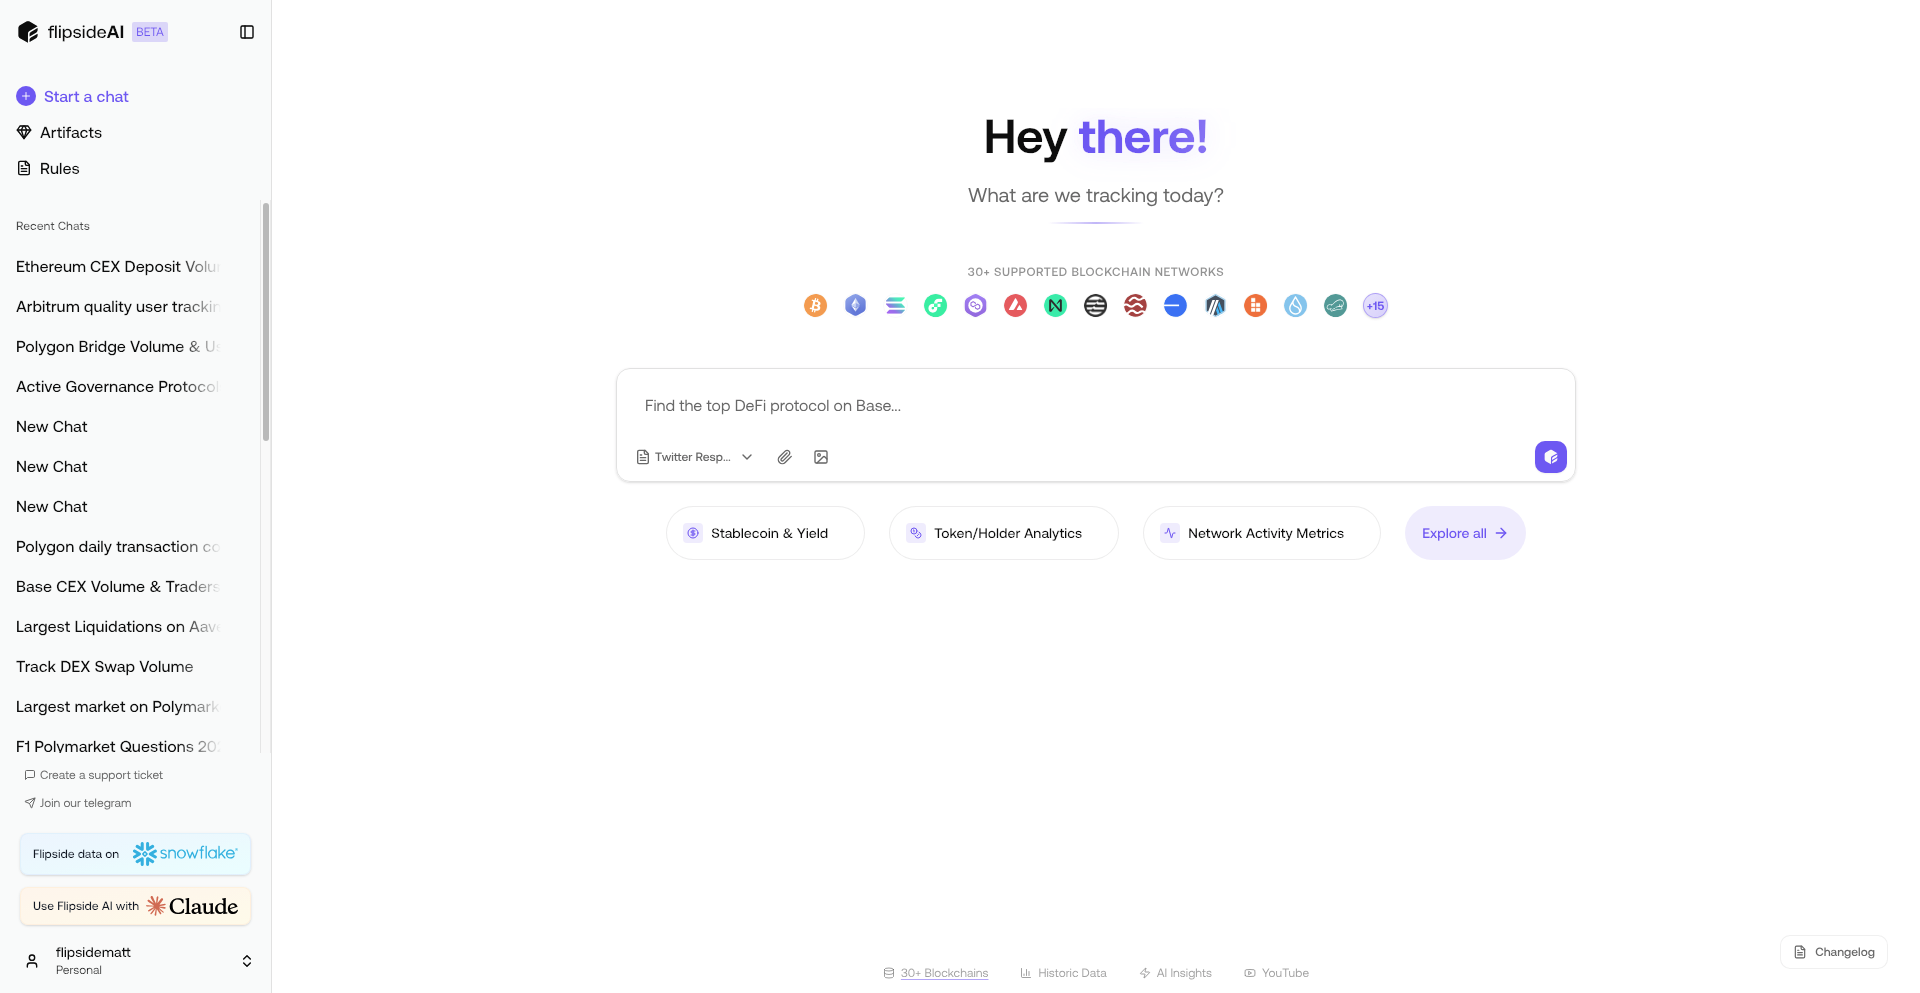 flipsideAI BETA
Start a chat
Artifacts
Rules
Recent Chats
Ethereum CEX Deposit Volu
Arbitrum quality user trackin
Polygon Bridge Volume & Us
Active Governance Protocol
New Chat
New Chat
New Chat
Polygon daily transaction co
Base CEX Volume & Traders
Largest Liquidations on Aave
Track DEX Swap Volume
Largest market on Polymark
F1 Polymarket Questions 202
Create a support ticket
Join our telegram
Flipside data on snowflake
Use Flipside AI with Claude
flipsidematt
Personal
Hey there!
What are we tracking today?
30+ SUPPORTED BLOCKCHAIN NETWORKS
+15
Find the top DeFi protocol on Base...
Twitter Resp...
Stablecoin & Yield
Token/Holder Analytics
Network Activity Metrics
Explore all
30+ Blockchains
Historic Data
AI Insights
YouTube
Changelog